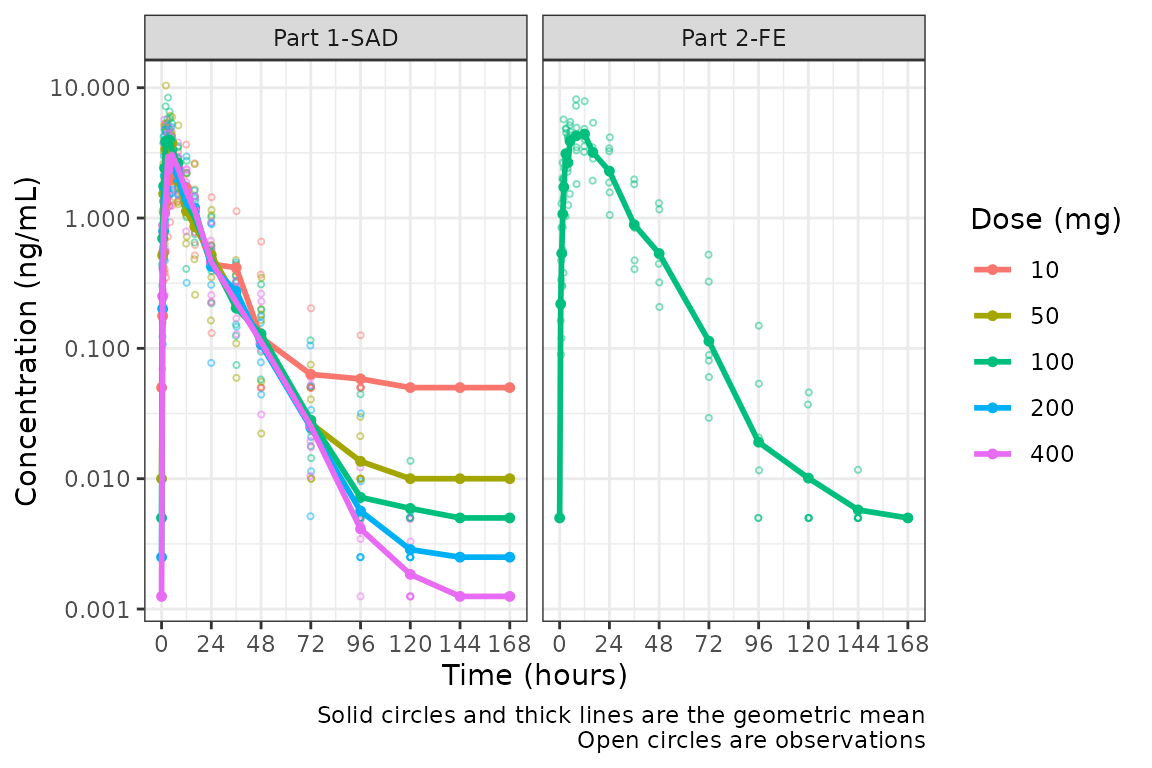 Part 1-SAD
Part 2-FE
Concentration (ng/mL)
10.000
1.000
0.100
0.010
0.001
0 24 48 72 96 120 144 168
0 24 48 72 96 120 144 168
Time (hours)
Dose (mg)
10
50
100
200
400
Solid circles and thick lines are the geometric mean
Open circles are observations